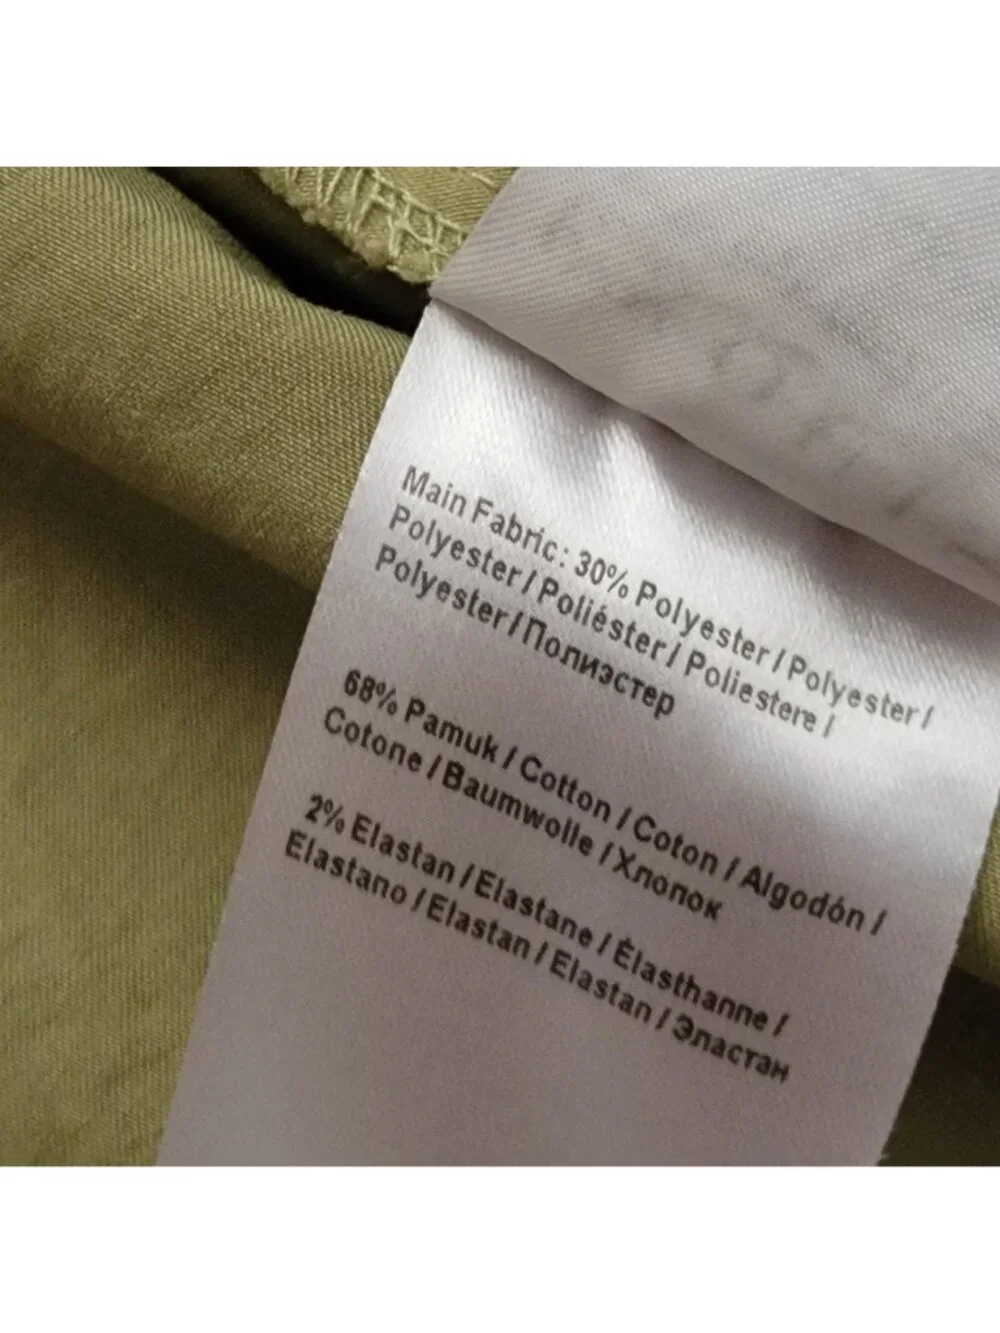 Main Fabric: 30% Polyester / Polyester /
Polyester / Poliéster / Poliestere /
Polyester / Полиэстер
68% Pamuk / Cotton / Coton / Algodón /
Cotone / Baumwolle / Хлопок
2% Elastan / Elastane / Élasthanne /
Elastano / Elastan / Elastan / Эластан